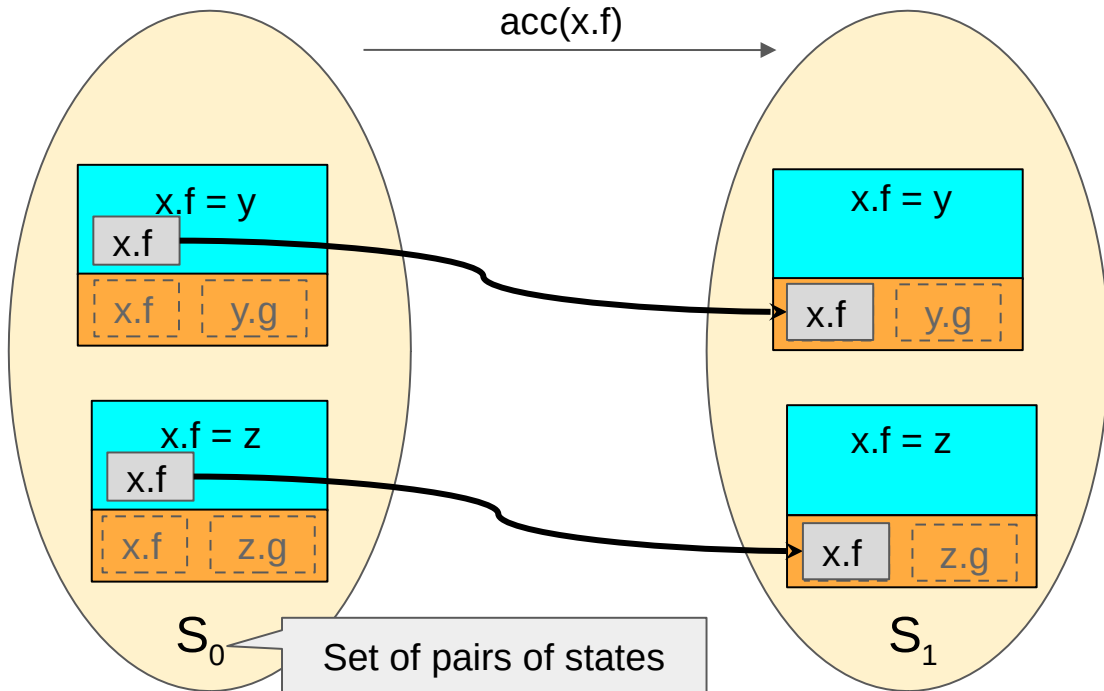 acc(x.f)
x.f = y
x.f
x.f
y.g
x.f = y
x.f
y.g
x.f = z
x.f
x.f
z.g
x.f = z
x.f
z.g
S₀
Set of pairs of states
S₁